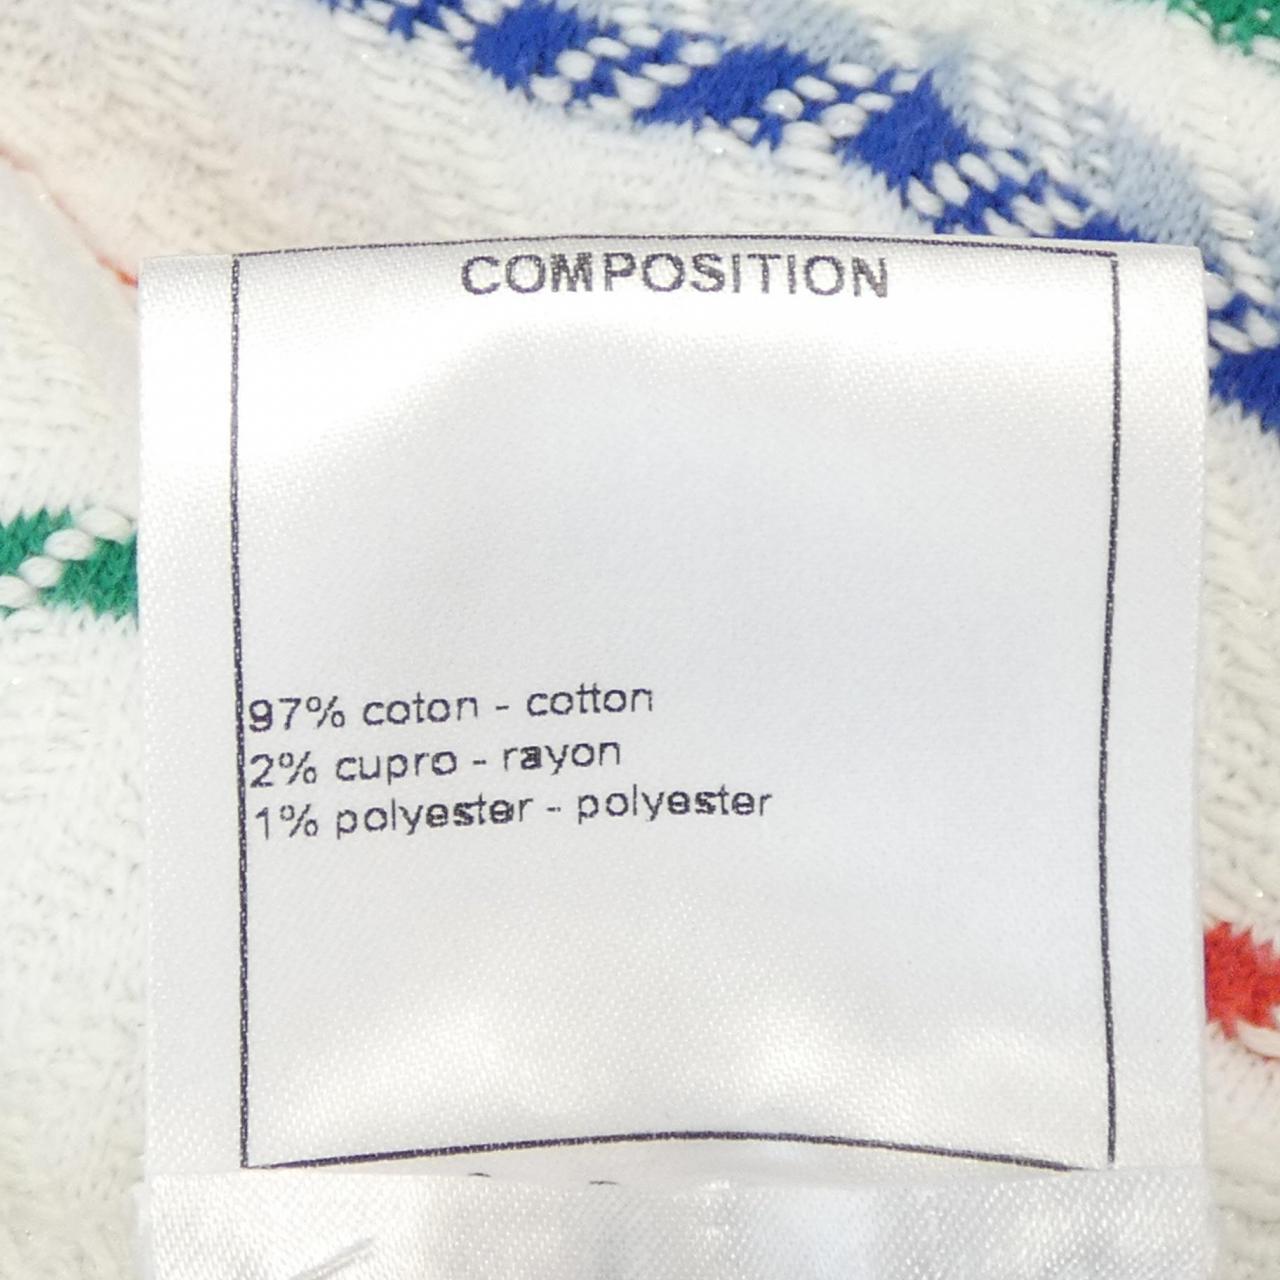 COMPOSITION
97% coton - cotton
2% cupro - rayon
1% polyester - polyester